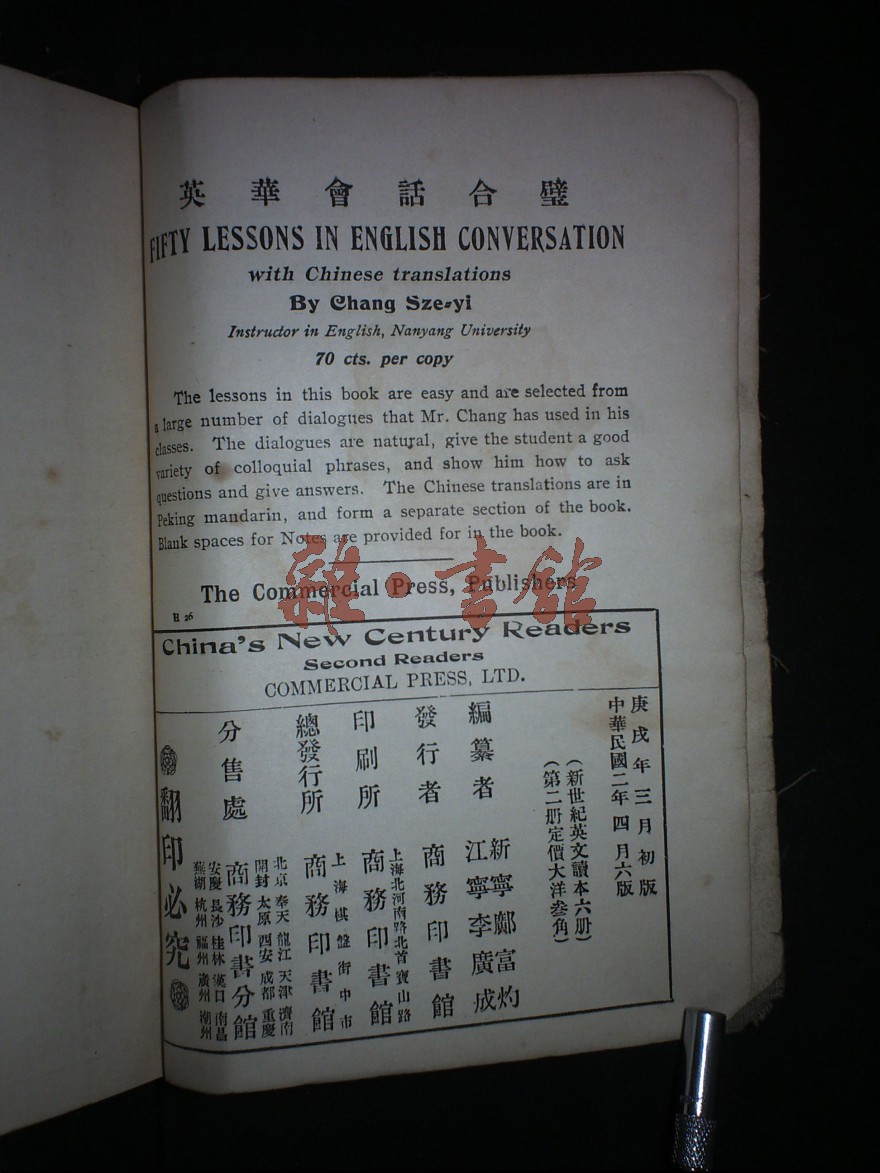 英華會話合璧
FIFTY LESSONS IN ENGLISH CONVERSATION
with Chinese translations
By Chang Sze-yi
Instructor in English, Nanyang University
70 cts. per copy
The lessons in this book are easy and are selected from
a large number of dialogues that Mr. Chang has used in his
classes. The dialogues are natural, give the student a good
variety of colloquial phrases, and show him how to ask
questions and give answers. The Chinese translations are in
Peking mandarin, and form a separate section of the book.
Blank spaces for Notes are provided for in the book.
The Commercial Press, Publishers
H 26
雜·書館
China's New Century Readers
Second Readers
COMMERCIAL PRESS, LTD.
庚戌年三月初版
中華民國二年四月六版
(新世紀英文讀本六册)
(第二册定價大洋叁角)
編纂者
新寧鄺富灼
江寧李廣成
發行者
商務印書館
印刷所
上海北河南路北首寶山路
商務印書館
總發行所
上海棋盤街中市
商務印書館
分售處
北京 奉天 龍江 天津 濟南
開封 太原 西安 成都 重慶
商務印書分館
安慶 長沙 桂林 漢口 南昌
蕪湖 杭州 福州 廣州 潮州
翻印必究